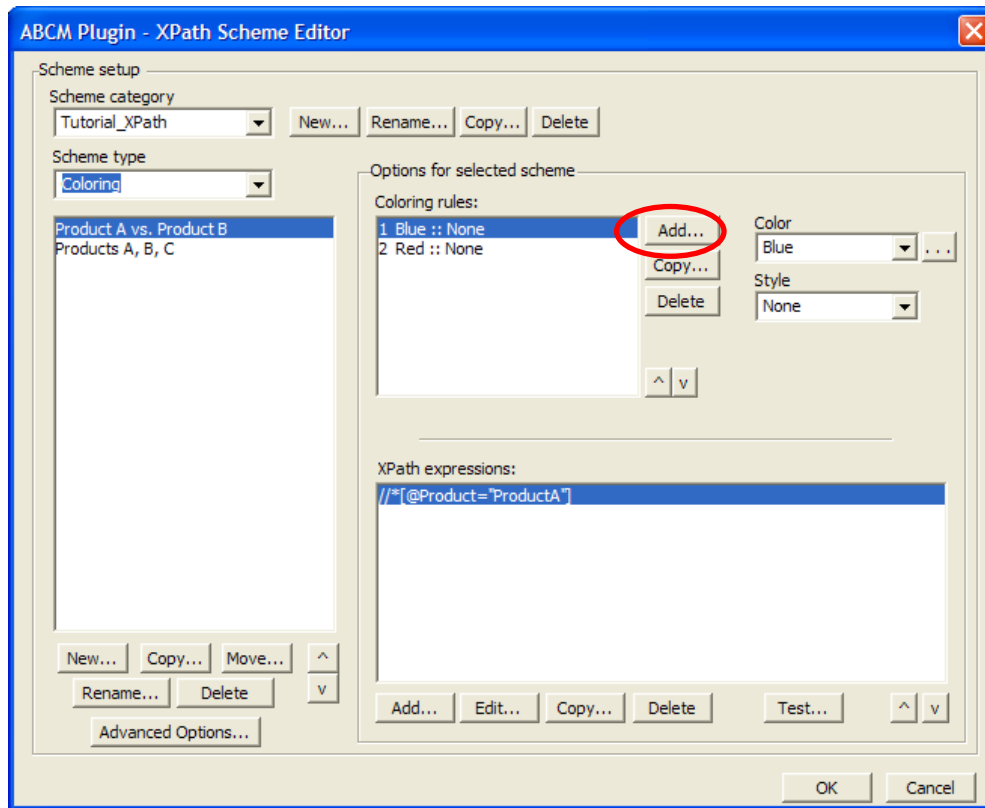 ABCM Plugin - XPath Scheme Editor
Scheme setup
Scheme category
Tutorial_XPath
New... Rename... Copy... Delete
Scheme type
Coloring
Product A vs. Product B
Products A, B, C
New... Copy... Move... ^
Rename... Delete v
Advanced Options...
Options for selected scheme
Coloring rules:
1 Blue :: None
2 Red :: None
Add...
Copy...
Delete
^ v
Color
Blue ...
Style
None
XPath expressions:
//*[@Product="ProductA"]
Add... Edit... Copy... Delete Test... ^ v
OK Cancel